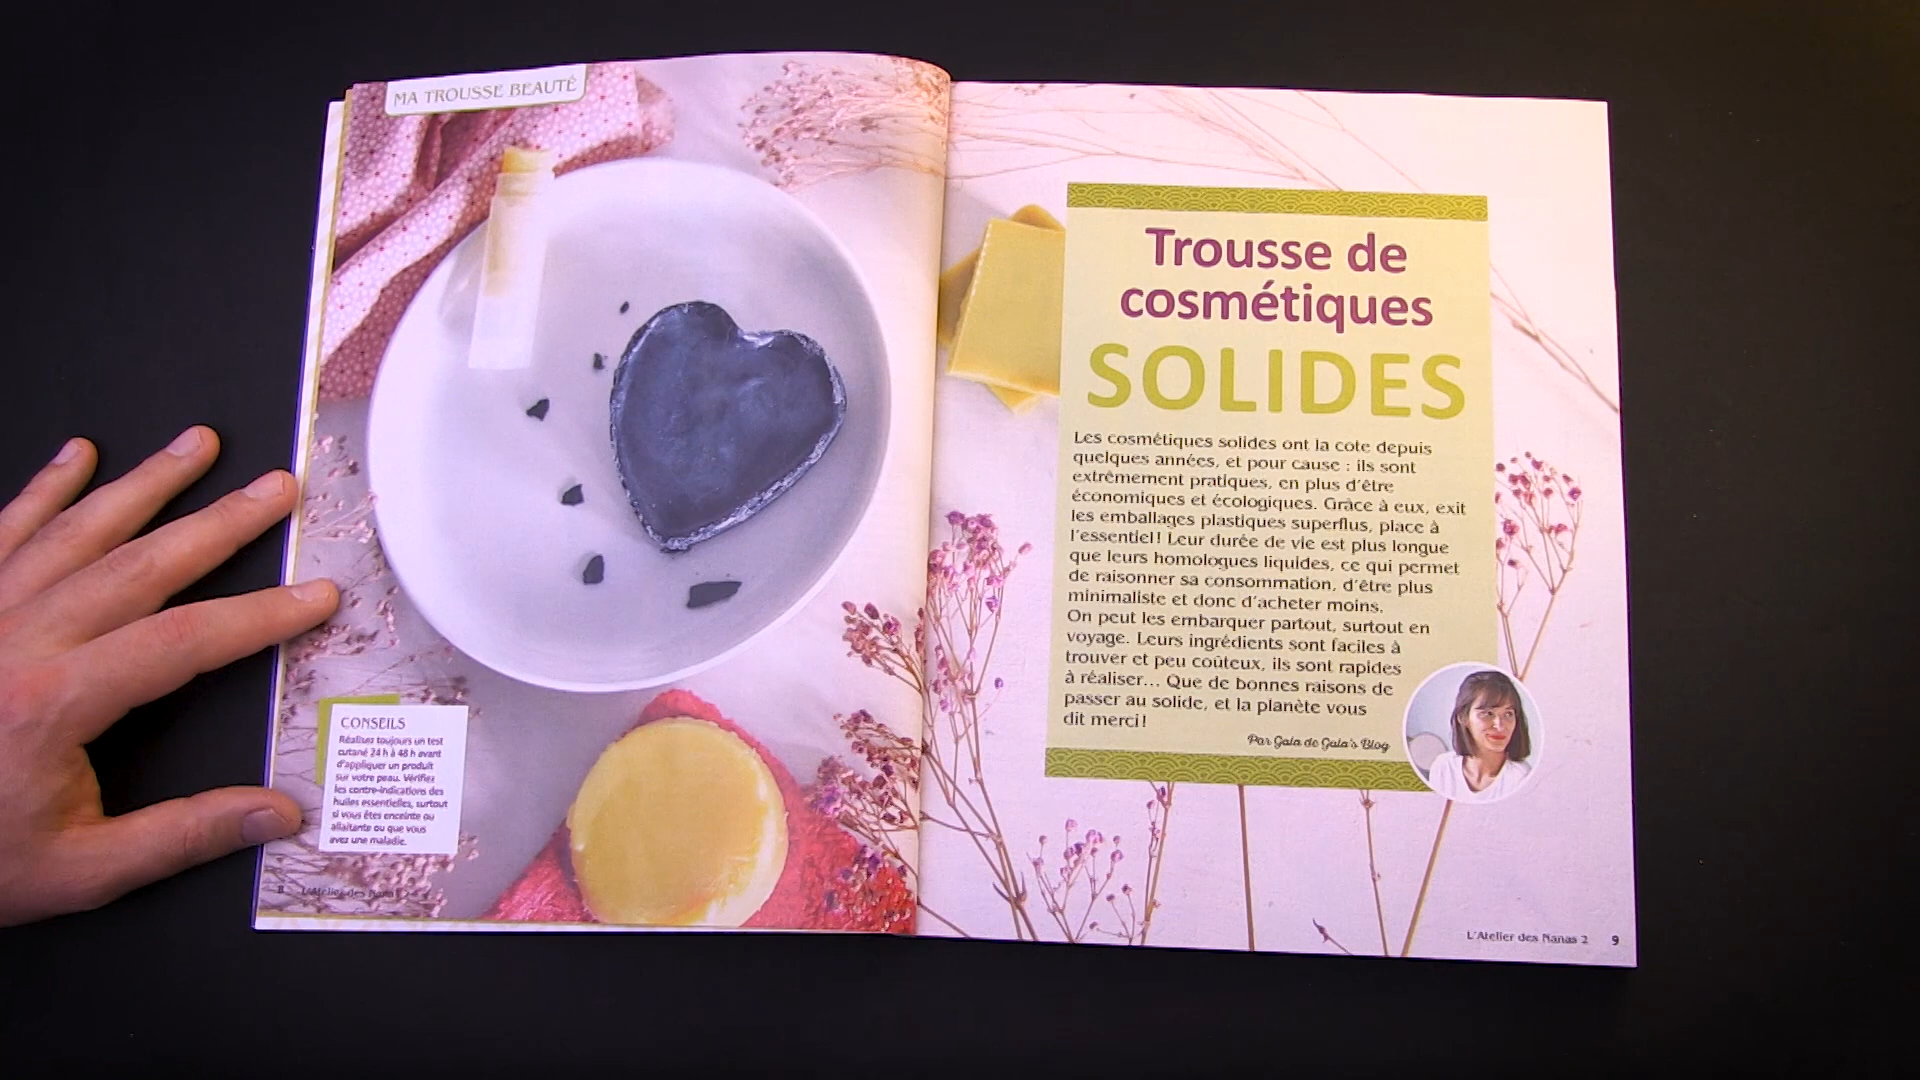 MA TROUSSE BEAUTÉ
CONSEILS
Réalisez toujours un test
cutané 24 h à 48 h avant
d'appliquer un produit
sur votre peau. Vérifiez
les contre-indications des
huiles essentielles, surtout
si vous êtes enceinte ou
allaitante ou que vous
avez une maladie.
8 L'Atelier des Nanas 2
Trousse de
cosmétiques
SOLIDES
Les cosmétiques solides ont la cote depuis
quelques années, et pour cause : ils sont
extrêmement pratiques, en plus d'être
économiques et écologiques. Grâce à eux, exit
les emballages plastiques superflus, place à
l'essentiel! Leur durée de vie est plus longue
que leurs homologues liquides, ce qui permet
de raisonner sa consommation, d'être plus
minimaliste et donc d'acheter moins.
On peut les embarquer partout, surtout en
voyage. Leurs ingrédients sont faciles à
trouver et peu coûteux, ils sont rapides
à réaliser... Que de bonnes raisons de
passer au solide, et la planète vous
dit merci!
Par Gaïa de Gaïa's Blog
L'Atelier des Nanas 2 9